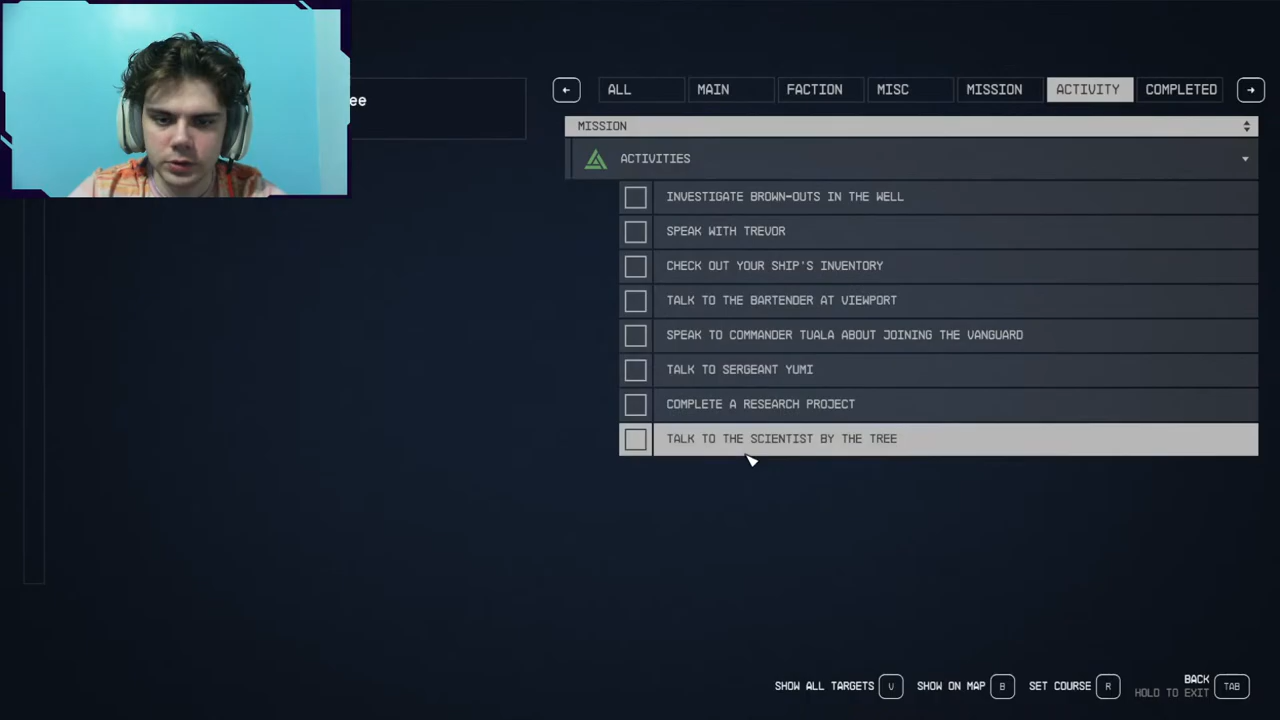 ee
← ALL MAIN FACTION MISC MISSION ACTIVITY COMPLETED →
MISSION
ACTIVITIES
INVESTIGATE BROWN-OUTS IN THE WELL
SPEAK WITH TREVOR
CHECK OUT YOUR SHIP'S INVENTORY
TALK TO THE BARTENDER AT VIEWPORT
SPEAK TO COMMANDER TUALA ABOUT JOINING THE VANGUARD
TALK TO SERGEANT YUMI
COMPLETE A RESEARCH PROJECT
TALK TO THE SCIENTIST BY THE TREE
SHOW ALL TARGETS V SHOW ON MAP B SET COURSE R BACK TAB
HOLD TO EXIT